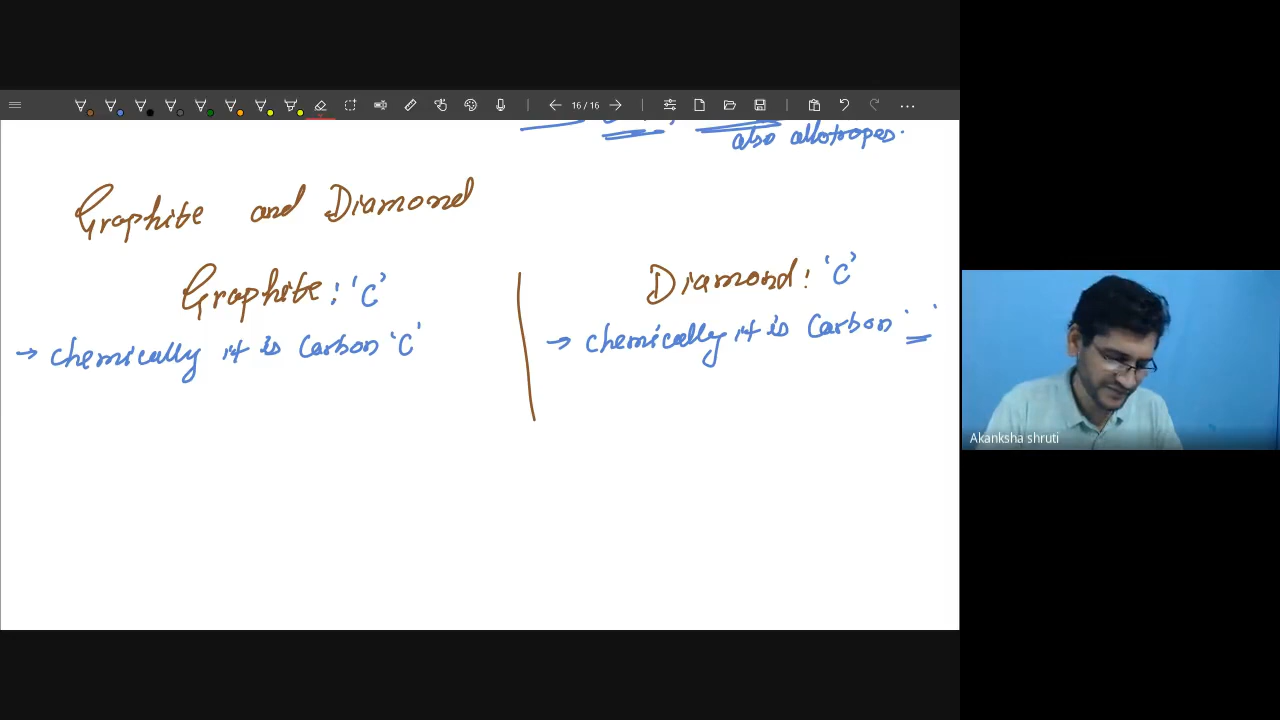 16 / 16
also allotropes.
Graphite and Diamond
Graphite: 'C'
→ Chemically it is Carbon 'C'
Diamond: 'C'
→ Chemically it is Carbon ' '
Akanksha shruti